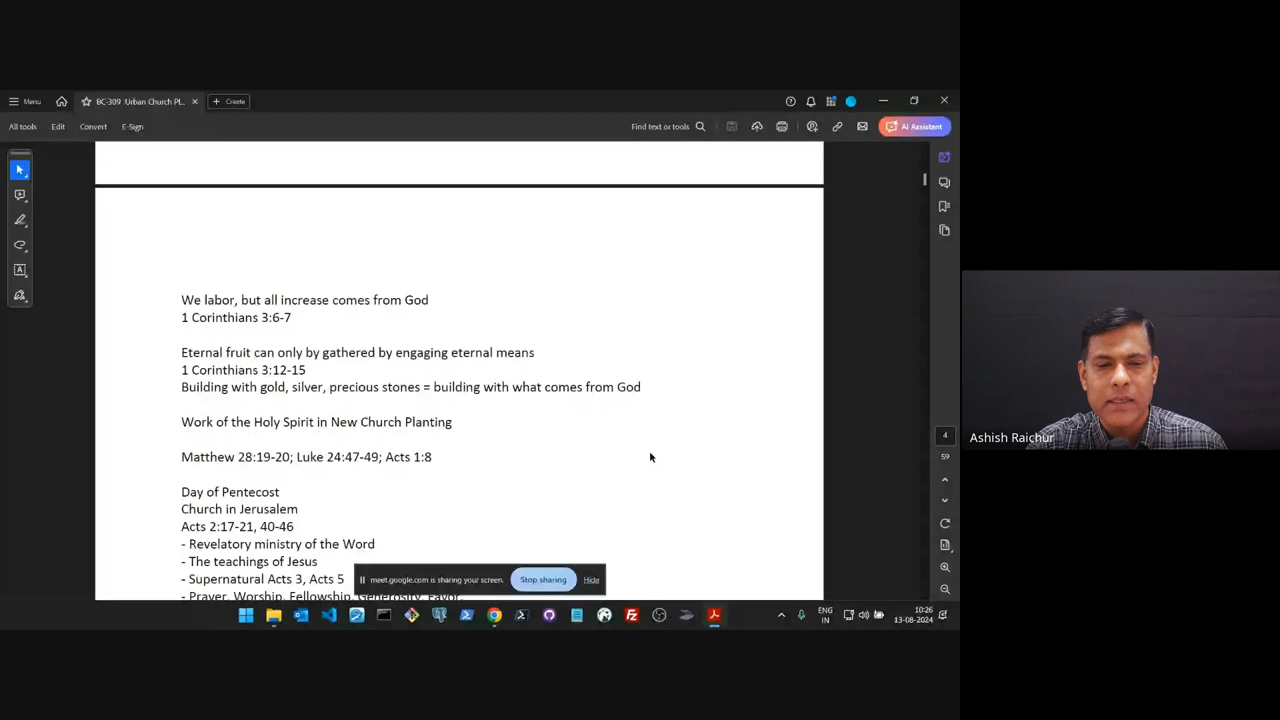 Menu
BC-309 :Urban Church Pl...
Create
All tools
Edit
Convert
E-Sign
Find text or tools
AI Assistant
We labor, but all increase comes from God
1 Corinthians 3:6-7
Eternal fruit can only by gathered by engaging eternal means
1 Corinthians 3:12-15
Building with gold, silver, precious stones = building with what comes from God
Work of the Holy Spirit in New Church Planting
Matthew 28:19-20; Luke 24:47-49; Acts 1:8
Day of Pentecost
Church in Jerusalem
Acts 2:17-21, 40-46
- Revelatory ministry of the Word
- The teachings of Jesus
- Supernatural Acts 3, Acts 5
- Prayer, Worship, Fellowship, Generosity, Favor,
meet.google.com is sharing your screen.
Stop sharing
Hide
4
59
Ashish Raichur
ENG
IN
10:26
13-08-2024